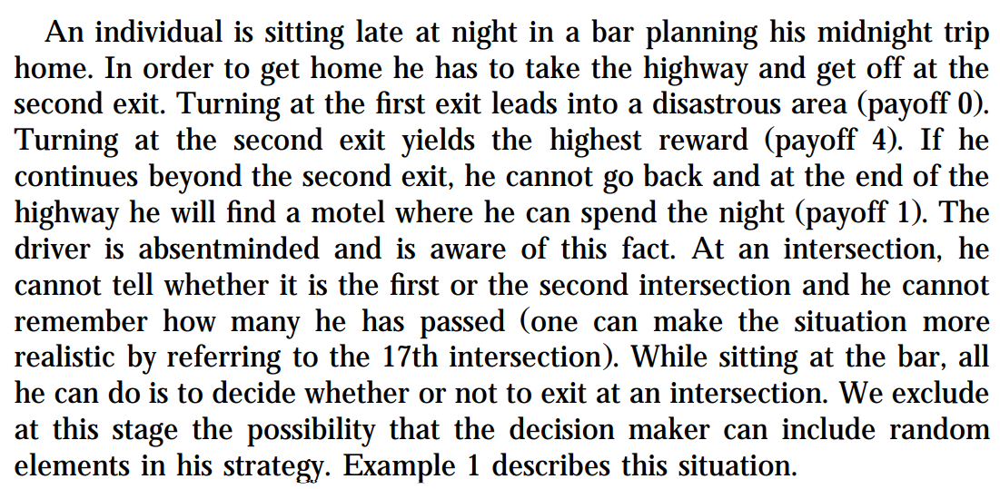 An individual is sitting late at night in a bar planning his midnight trip
home. In order to get home he has to take the highway and get off at the
second exit. Turning at the first exit leads into a disastrous area (payoff 0).
Turning at the second exit yields the highest reward (payoff 4). If he
continues beyond the second exit, he cannot go back and at the end of the
highway he will find a motel where he can spend the night (payoff 1). The
driver is absentminded and is aware of this fact. At an intersection, he
cannot tell whether it is the first or the second intersection and he cannot
remember how many he has passed (one can make the situation more
realistic by referring to the 17th intersection). While sitting at the bar, all
he can do is to decide whether or not to exit at an intersection. We exclude
at this stage the possibility that the decision maker can include random
elements in his strategy. Example 1 describes this situation.